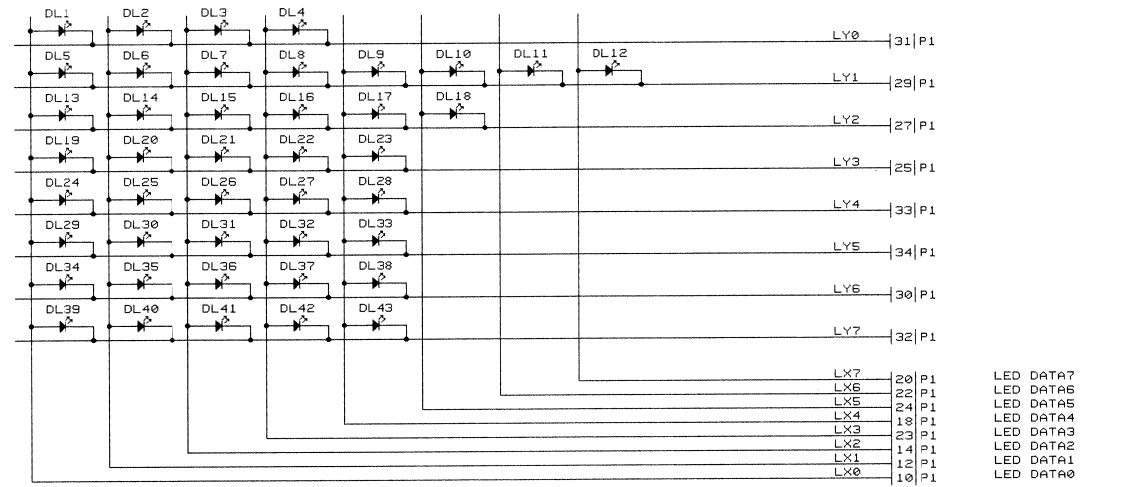 DL1 DL2 DL3 DL4
LY0 31 P1
DL5 DL6 DL7 DL8 DL9 DL10 DL11 DL12
LY1 29 P1
DL13 DL14 DL15 DL16 DL17 DL18
LY2 27 P1
DL19 DL20 DL21 DL22 DL23
LY3 25 P1
DL24 DL25 DL26 DL27 DL28
LY4 33 P1
DL29 DL30 DL31 DL32 DL33
LY5 34 P1
DL34 DL35 DL36 DL37 DL38
LY6 30 P1
DL39 DL40 DL41 DL42 DL43
LY7 32 P1
LX7 20 P1 LED DATA7
LX6 22 P1 LED DATA6
LX5 24 P1 LED DATA5
LX4 18 P1 LED DATA4
LX3 23 P1 LED DATA3
LX2 14 P1 LED DATA2
LX1 12 P1 LED DATA1
LX0 10 P1 LED DATA0